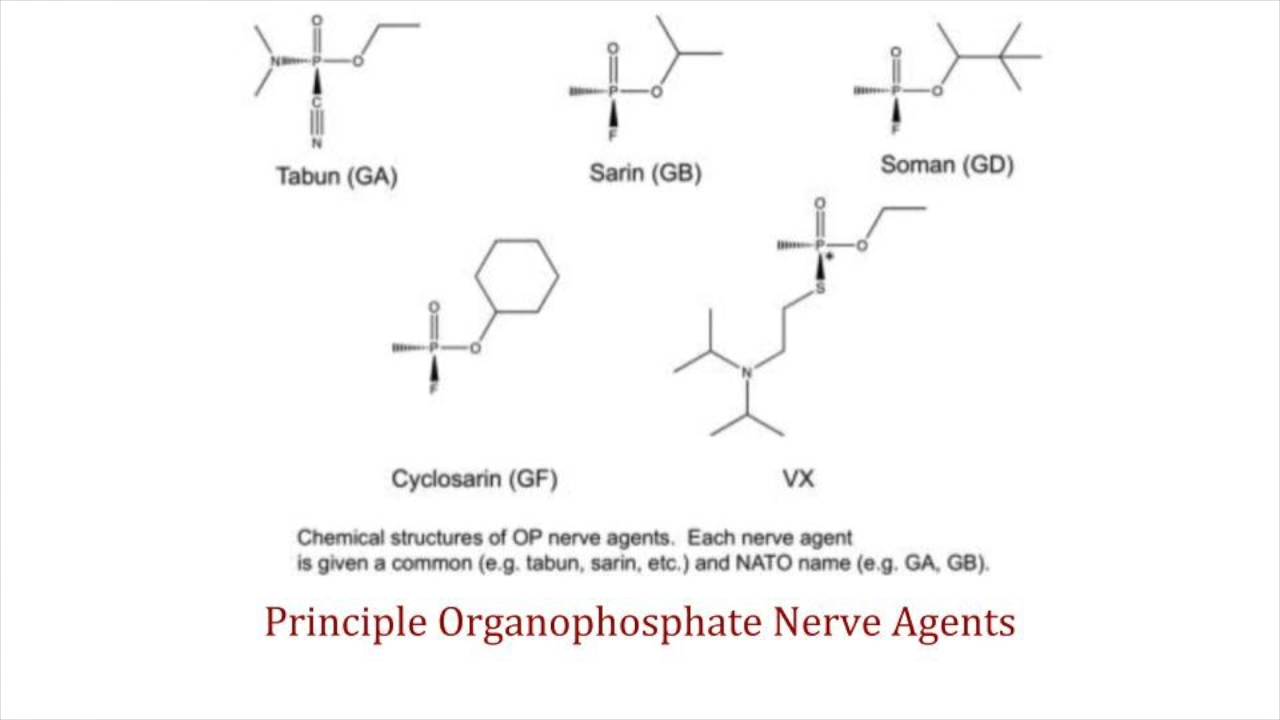 O
N P O
C
N
Tabun (GA)
O
P O
F
Sarin (GB)
O
P O
F
Soman (GD)
O
P O
F
Cyclosarin (GF)
O
P O
*
S
N
VX
Chemical structures of OP nerve agents. Each nerve agent
is given a common (e.g. tabun, sarin, etc.) and NATO name (e.g. GA, GB).
Principle Organophosphate Nerve Agents